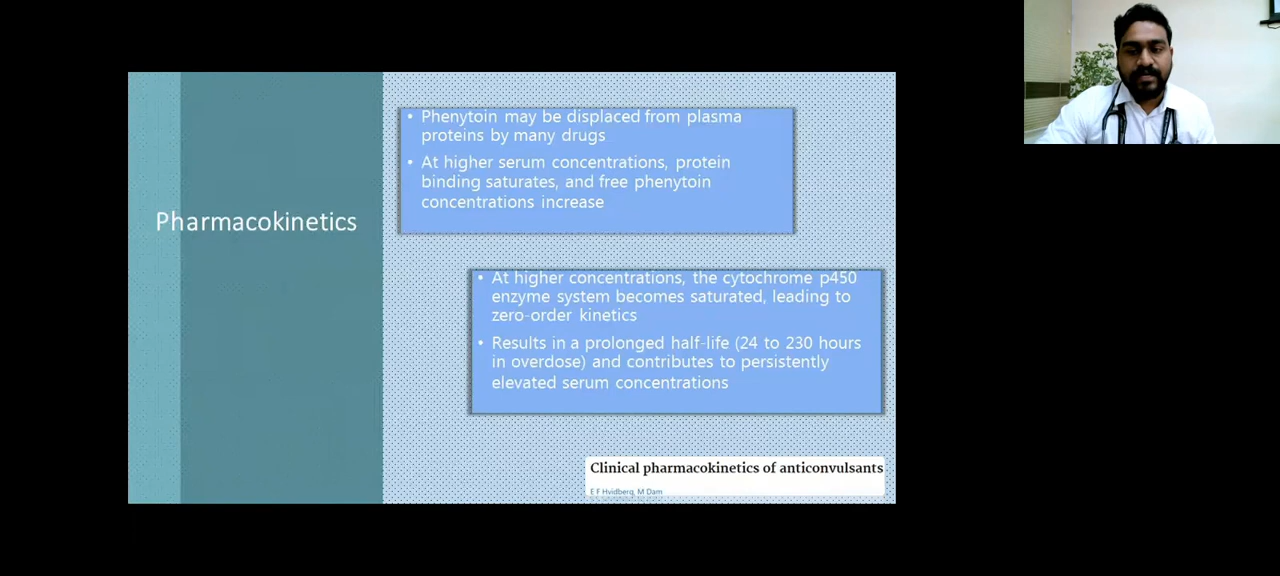 Pharmacokinetics
• Phenytoin may be displaced from plasma
proteins by many drugs
• At higher serum concentrations, protein
binding saturates, and free phenytoin
concentrations increase
• At higher concentrations, the cytochrome p450
enzyme system becomes saturated, leading to
zero-order kinetics
• Results in a prolonged half-life (24 to 230 hours
in overdose) and contributes to persistently
elevated serum concentrations
Clinical pharmacokinetics of anticonvulsants
E F Hvidberg, M Dam